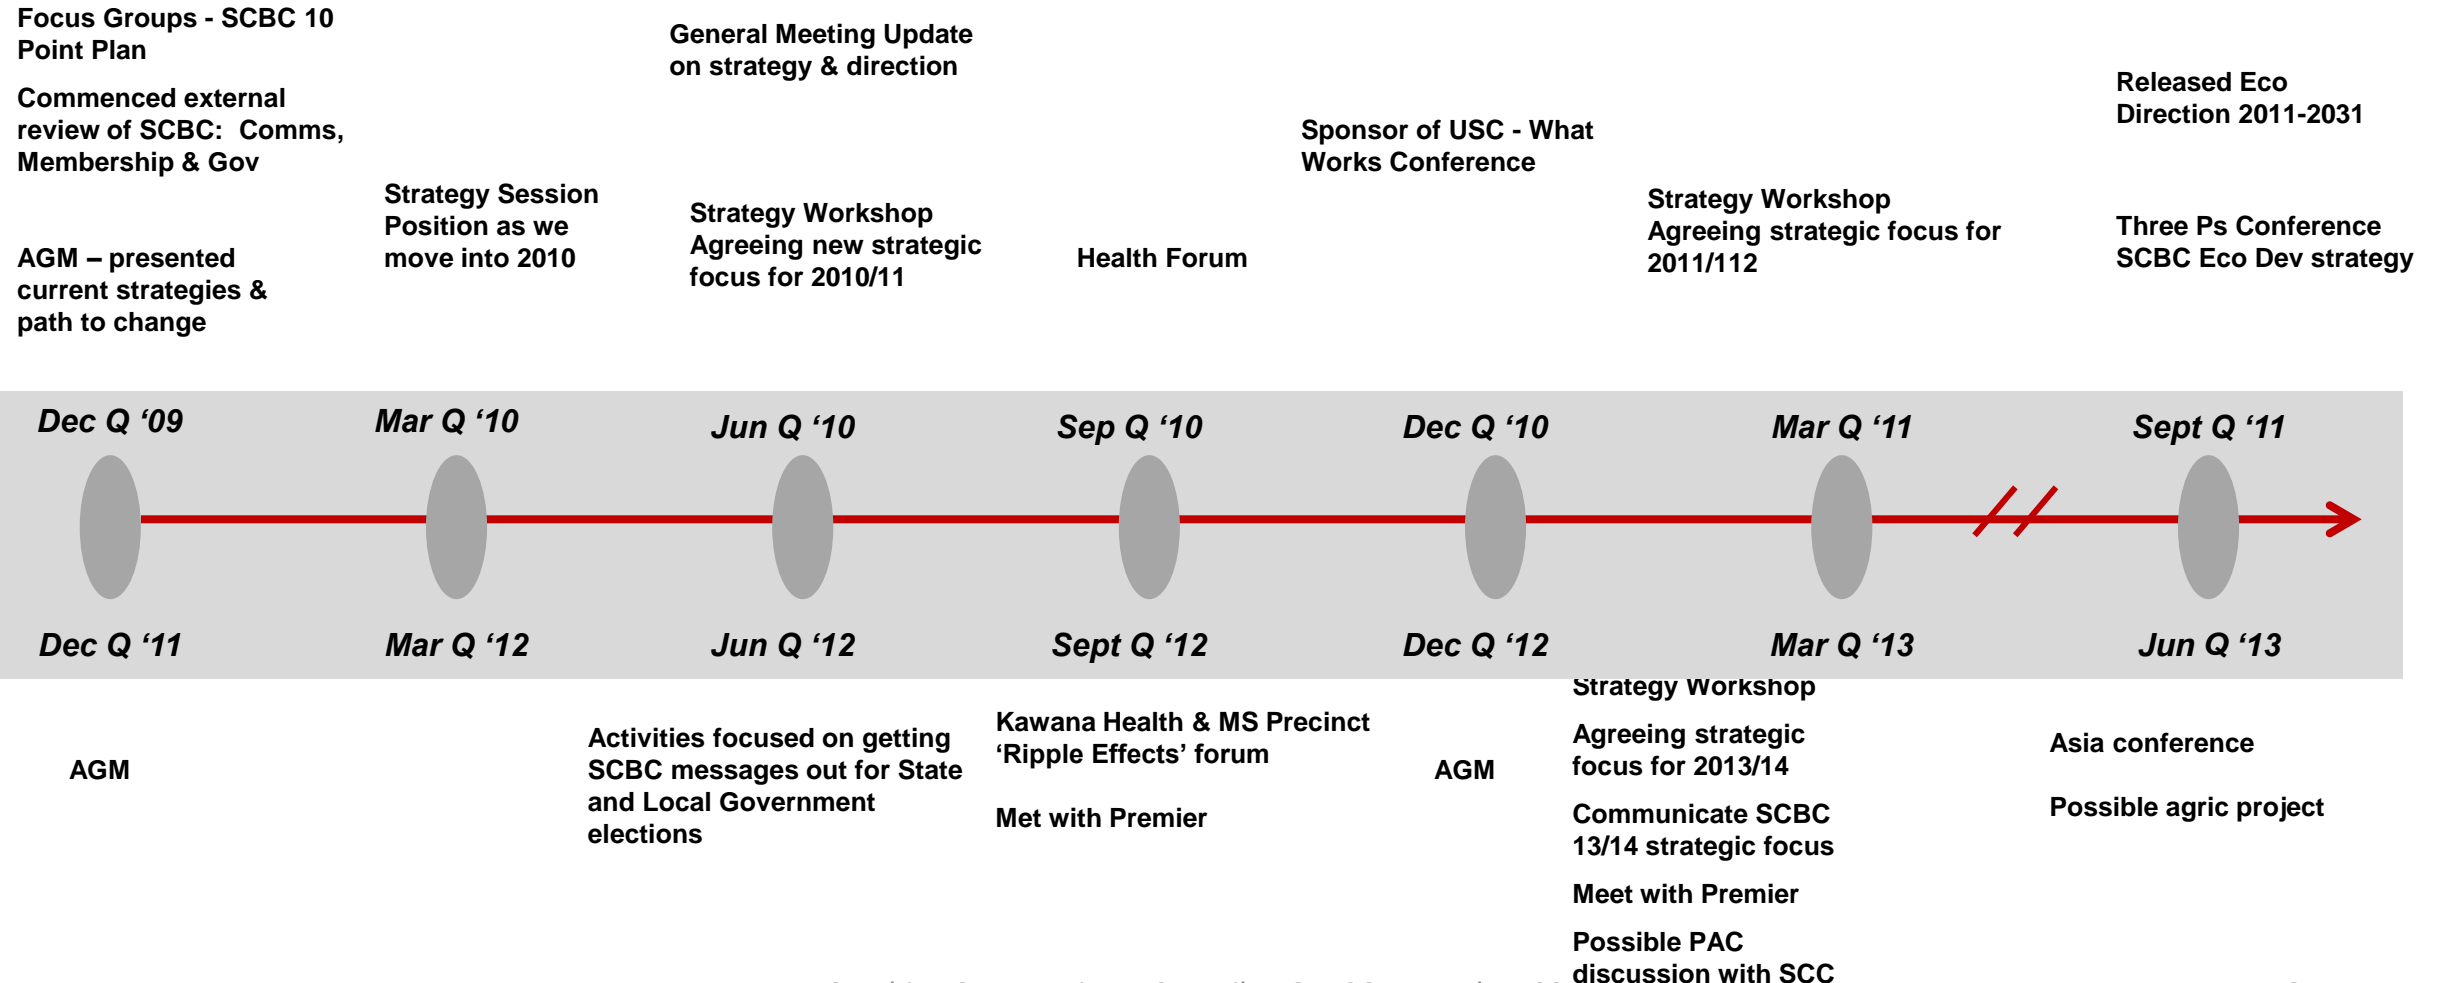 Focus Groups - SCBC 10
Point Plan
Commenced external
review of SCBC: Comms,
Membership & Gov
AGM – presented
current strategies &
path to change
Strategy Session
Position as we
move into 2010
General Meeting Update
on strategy & direction
Strategy Workshop
Agreeing new strategic
focus for 2010/11
Health Forum
Sponsor of USC - What
Works Conference
Strategy Workshop
Agreeing strategic focus for
2011/112
Released Eco
Direction 2011-2031
Three Ps Conference
SCBC Eco Dev strategy
Dec Q ‘09
Mar Q ‘10
Jun Q ‘10
Sep Q ‘10
Dec Q ‘10
Mar Q ‘11
Sept Q ‘11
Dec Q ‘11
Mar Q ‘12
Jun Q ‘12
Sept Q ‘12
Dec Q ‘12
Mar Q ‘13
Jun Q ‘13
AGM
Activities focused on getting
SCBC messages out for State
and Local Government
elections
Kawana Health & MS Precinct
‘Ripple Effects’ forum
Met with Premier
AGM
Strategy Workshop
Agreeing strategic
focus for 2013/14
Communicate SCBC
13/14 strategic focus
Meet with Premier
Possible PAC
discussion with SCC
Asia conference
Possible agric project